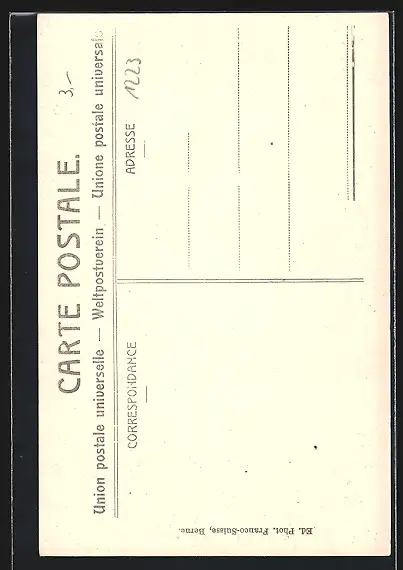 CARTE POSTALE.
3,-
Union postale universelle — Weltpostverein — Unione postale universale
CORRESPONDANCE
ADRESSE
1223
Ed. Phot. Franco-Suisse, Berne.